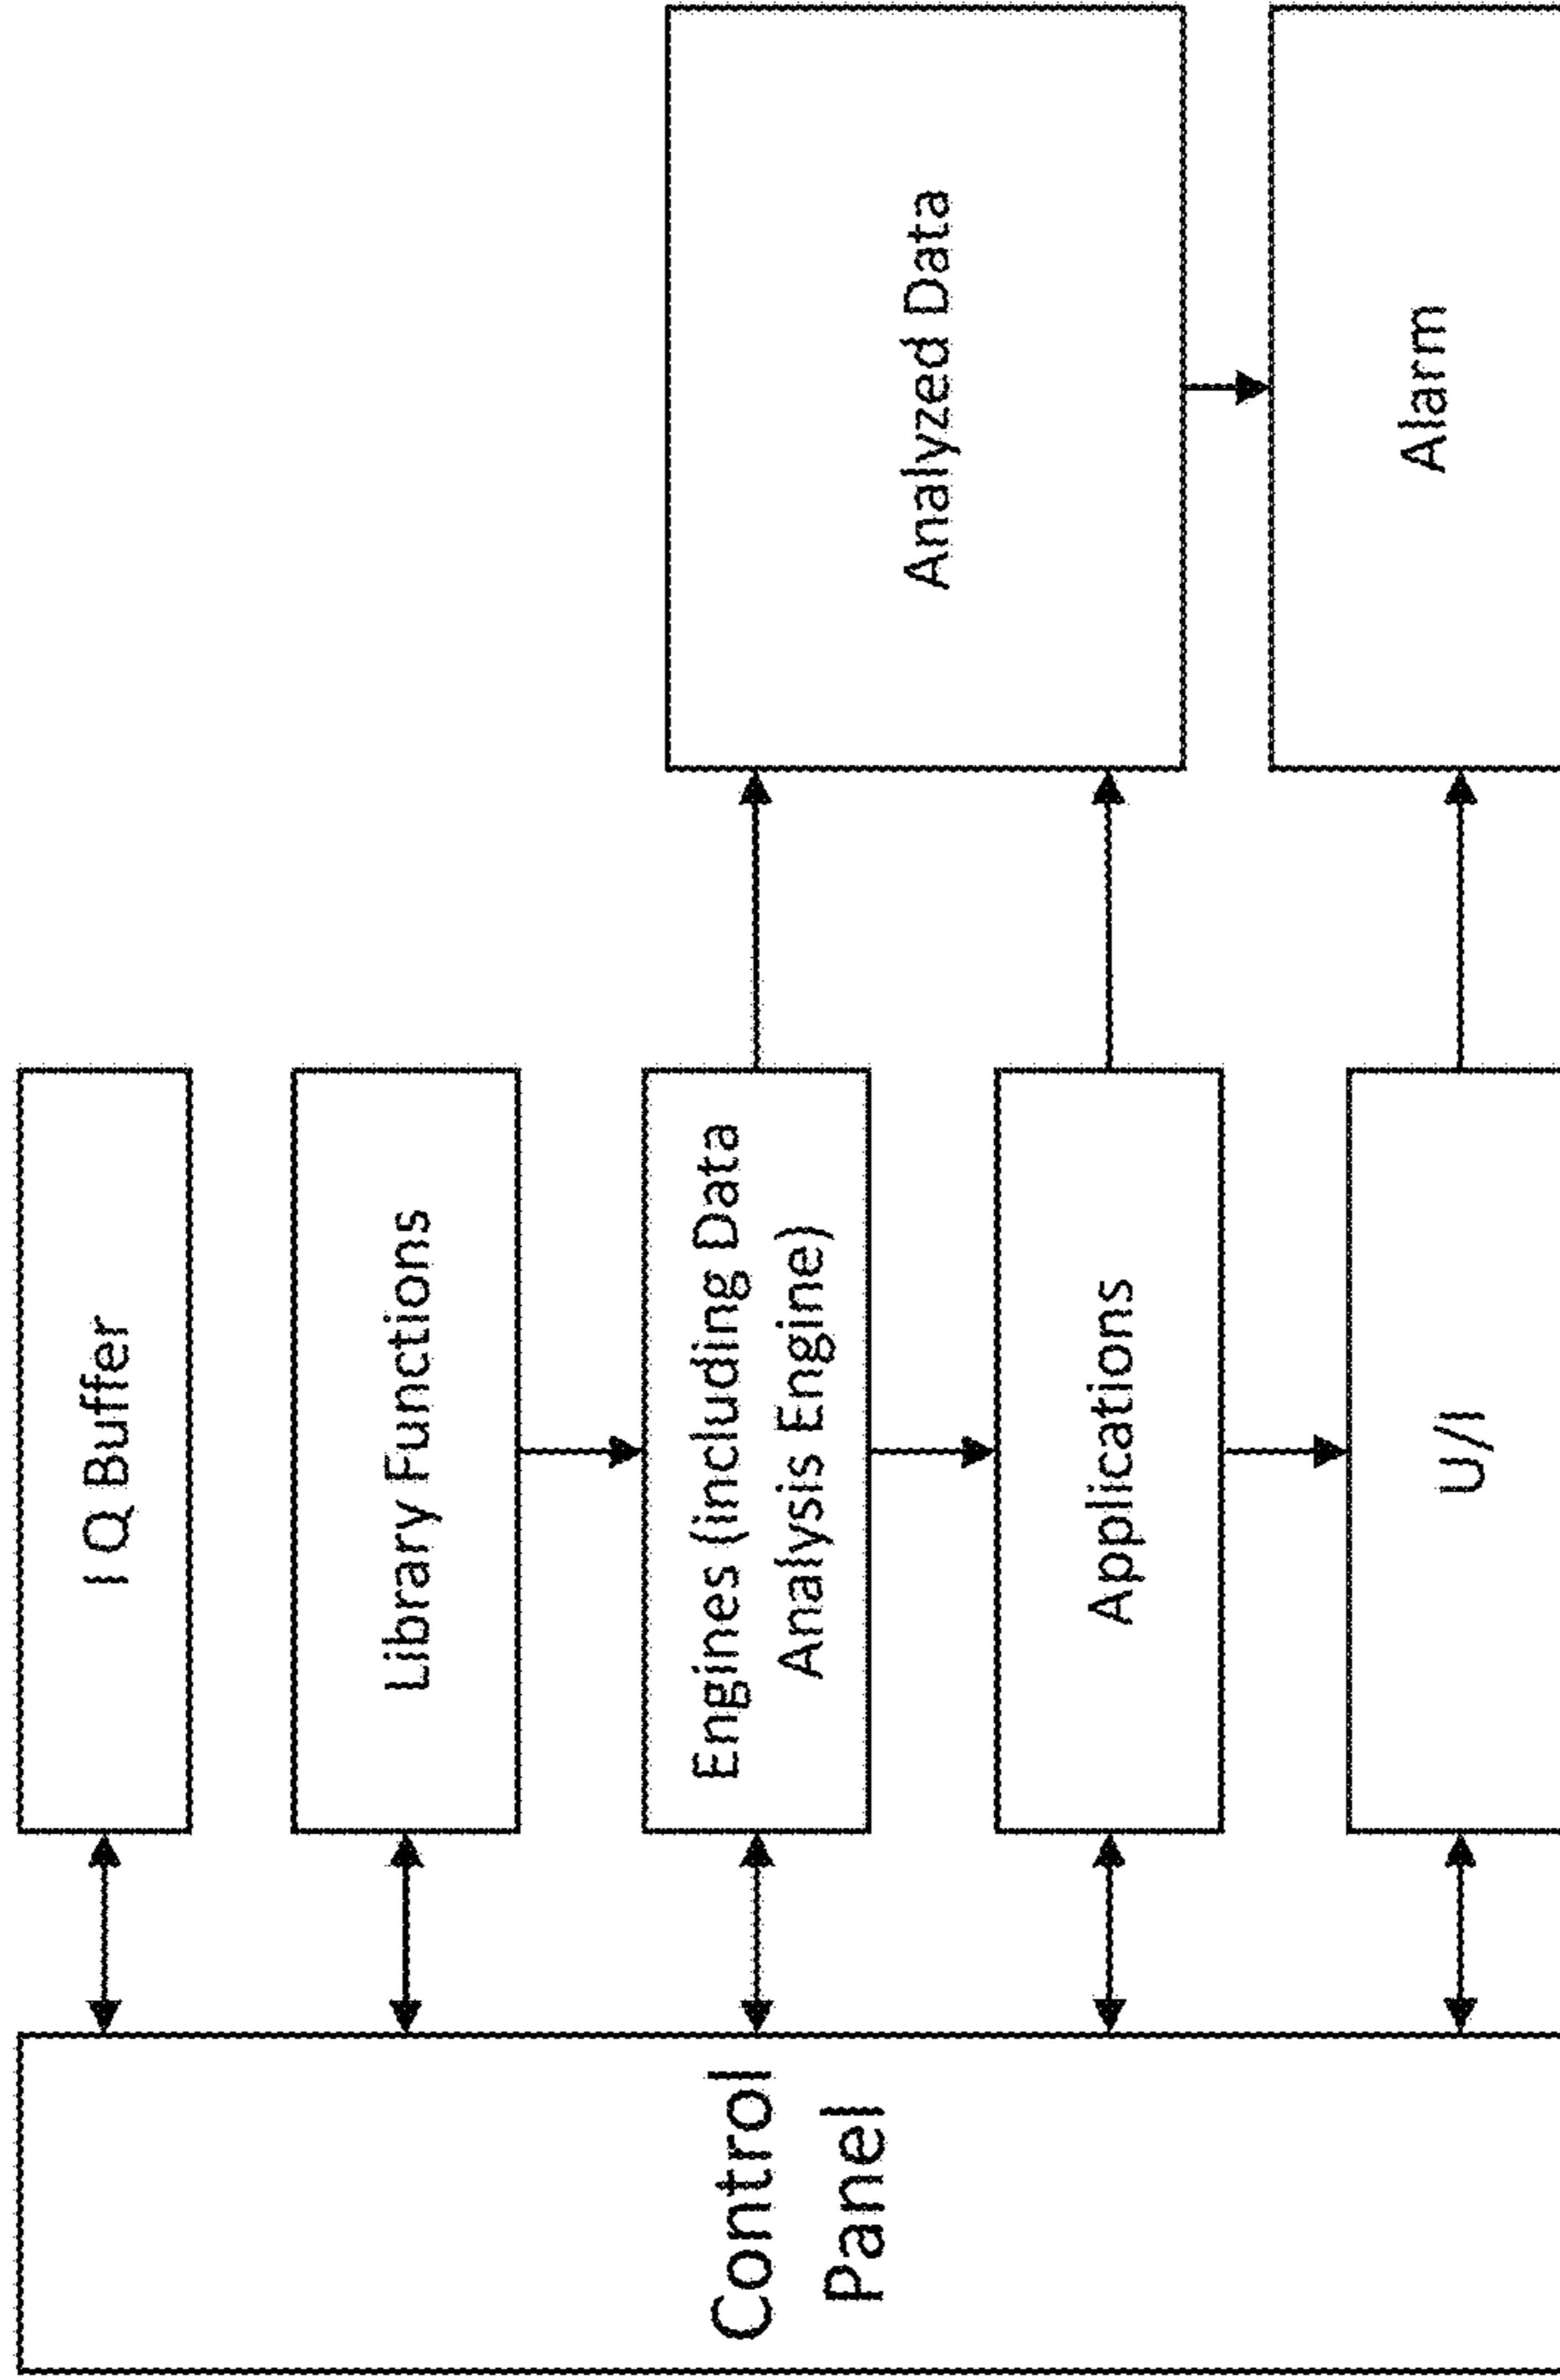 I Q Buffer
Library Functions
Engines (including Data
Analysis Engine)
Applications
U/I
Control
Panel
Analyzed Data
Alarm